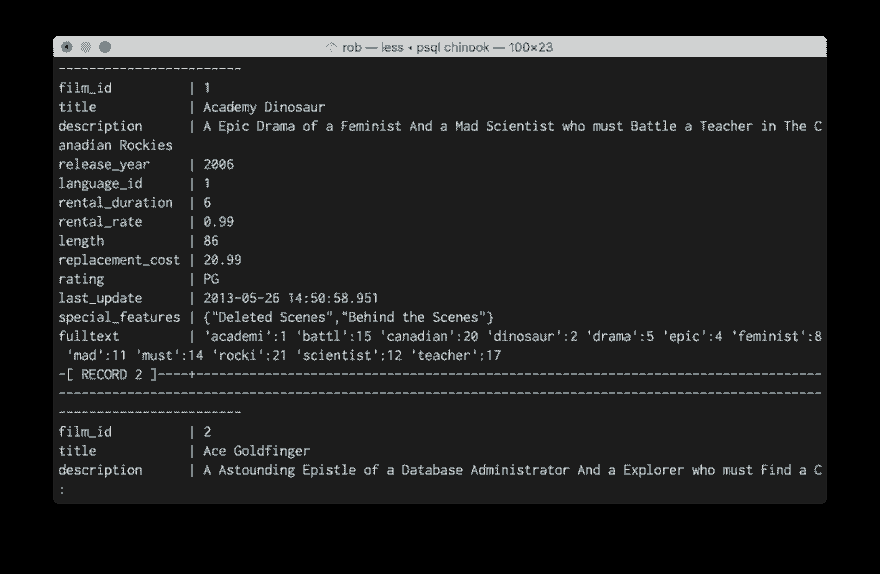 rob — less ◂ psql chinook — 100×23
------------------------
film_id          | 1
title            | Academy Dinosaur
description      | A Epic Drama of a Feminist And a Mad Scientist who must Battle a Teacher in The C
anadian Rockies
release_year     | 2006
language_id      | 1
rental_duration  | 6
rental_rate      | 0.99
length           | 86
replacement_cost | 20.99
rating           | PG
last_update      | 2013-05-26 14:50:58.951
special_features | {"Deleted Scenes","Behind the Scenes"}
fulltext         | 'academi':1 'battl':15 'canadian':20 'dinosaur':2 'drama':5 'epic':4 'feminist':8
 'mad':11 'must':14 'rocki':21 'scientist':12 'teacher':17
-[ RECORD 2 ]----+----------------------------------------------------------------------------------
----------------------------------------------------------------------------------------------------
------------------------
film_id          | 2
title            | Ace Goldfinger
description      | A Astounding Epistle of a Database Administrator And a Explorer who must Find a C
: